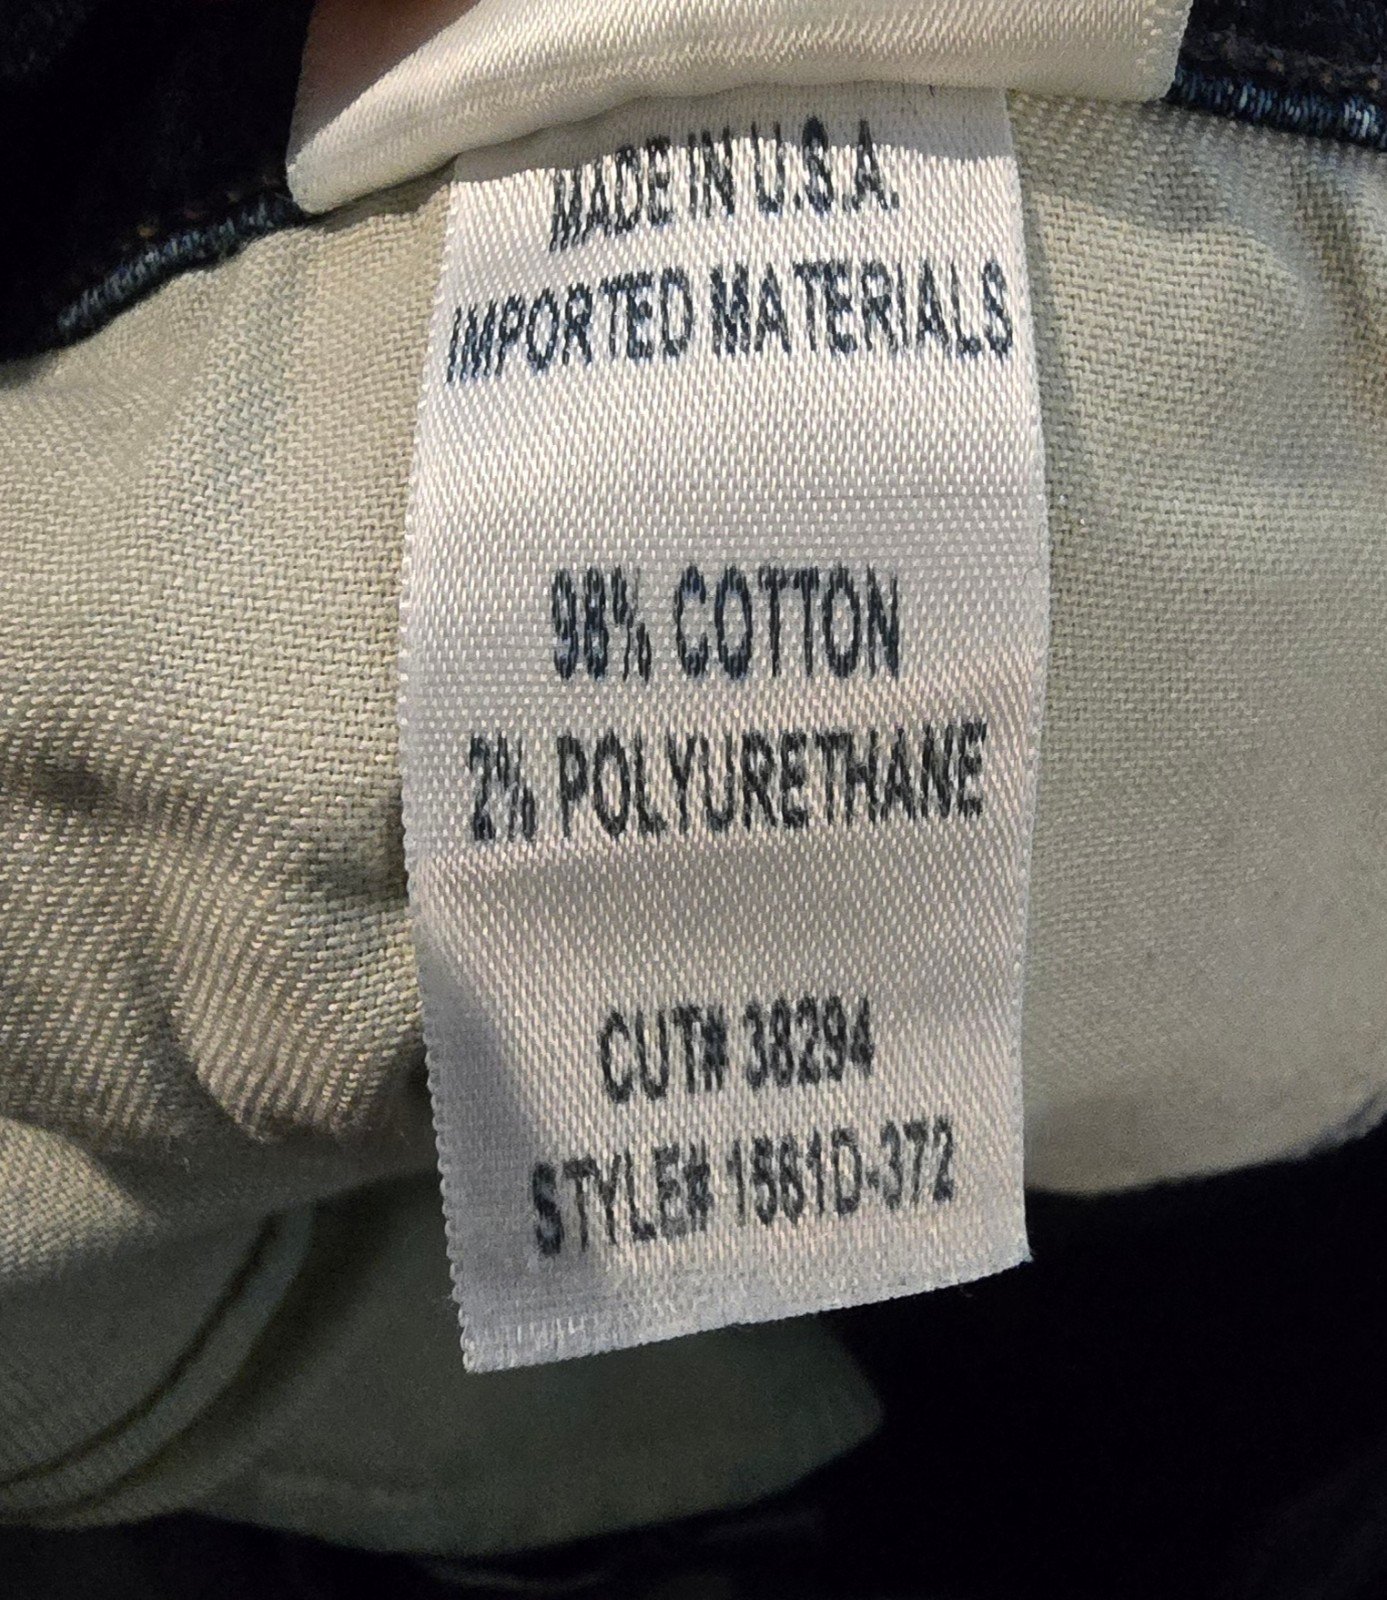 MADE IN U.S.A.
IMPORTED MATERIALS
98% COTTON
2% POLYURETHANE
CUT# 38294
STYLE# 1561D-372